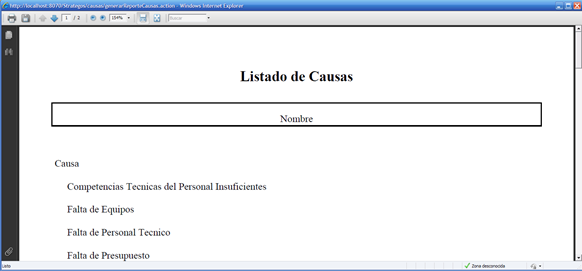 http://localhost:8070/Strategos/causas/generarReporteCausas.action - Windows Internet Explorer
1 / 2 154% Buscar
Listado de Causas
Nombre
Causa
Competencias Tecnicas del Personal Insuficientes
Falta de Equipos
Falta de Personal Tecnico
Falta de Presupuesto
Listo Zona desconocida